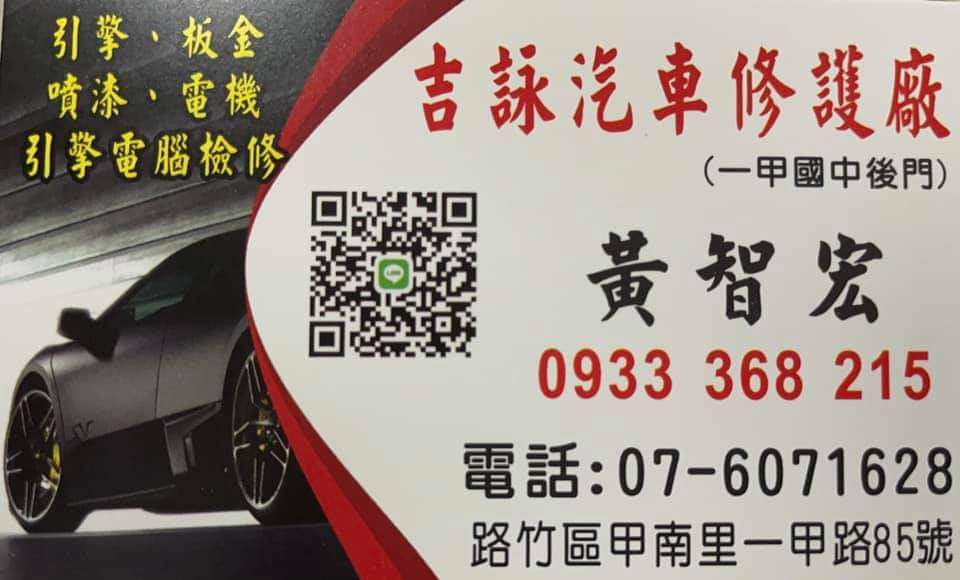 引擎、板金
噴漆、電機
引擎電腦檢修
吉詠汽車修護廠
(一甲國中後門)
黃智宏
0933 368 215
電話:07-6071628
路竹區甲南里一甲路85號